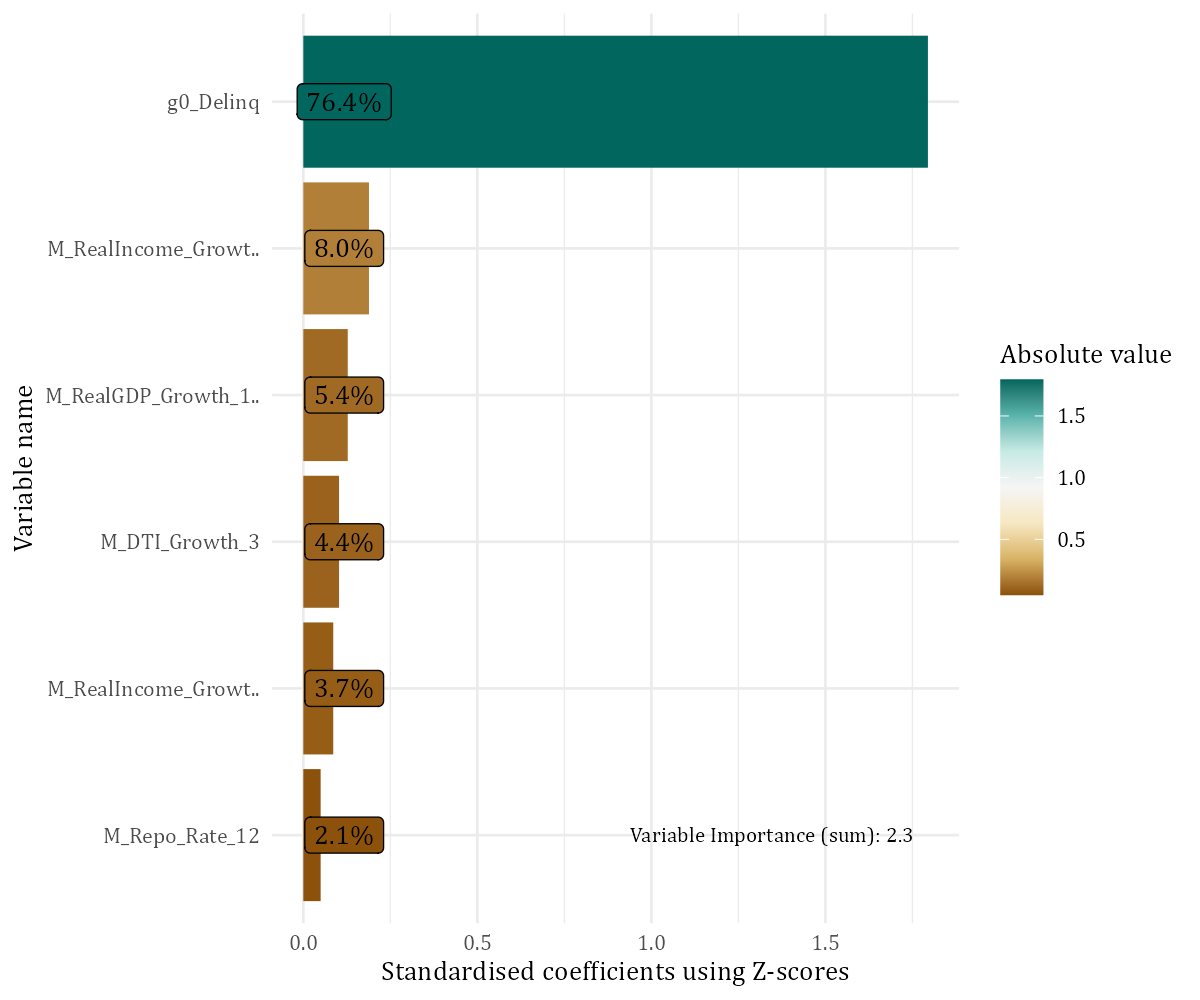 g0_Delinq
76.4%
M_RealIncome_Growt..
8.0%
M_RealGDP_Growth_1..
5.4%
M_DTI_Growth_3
4.4%
M_RealIncome_Growt..
3.7%
M_Repo_Rate_12
2.1%
Variable Importance (sum): 2.3
Variable name
0.0 0.5 1.0 1.5
Standardised coefficients using Z-scores
Absolute value
1.5
1.0
0.5